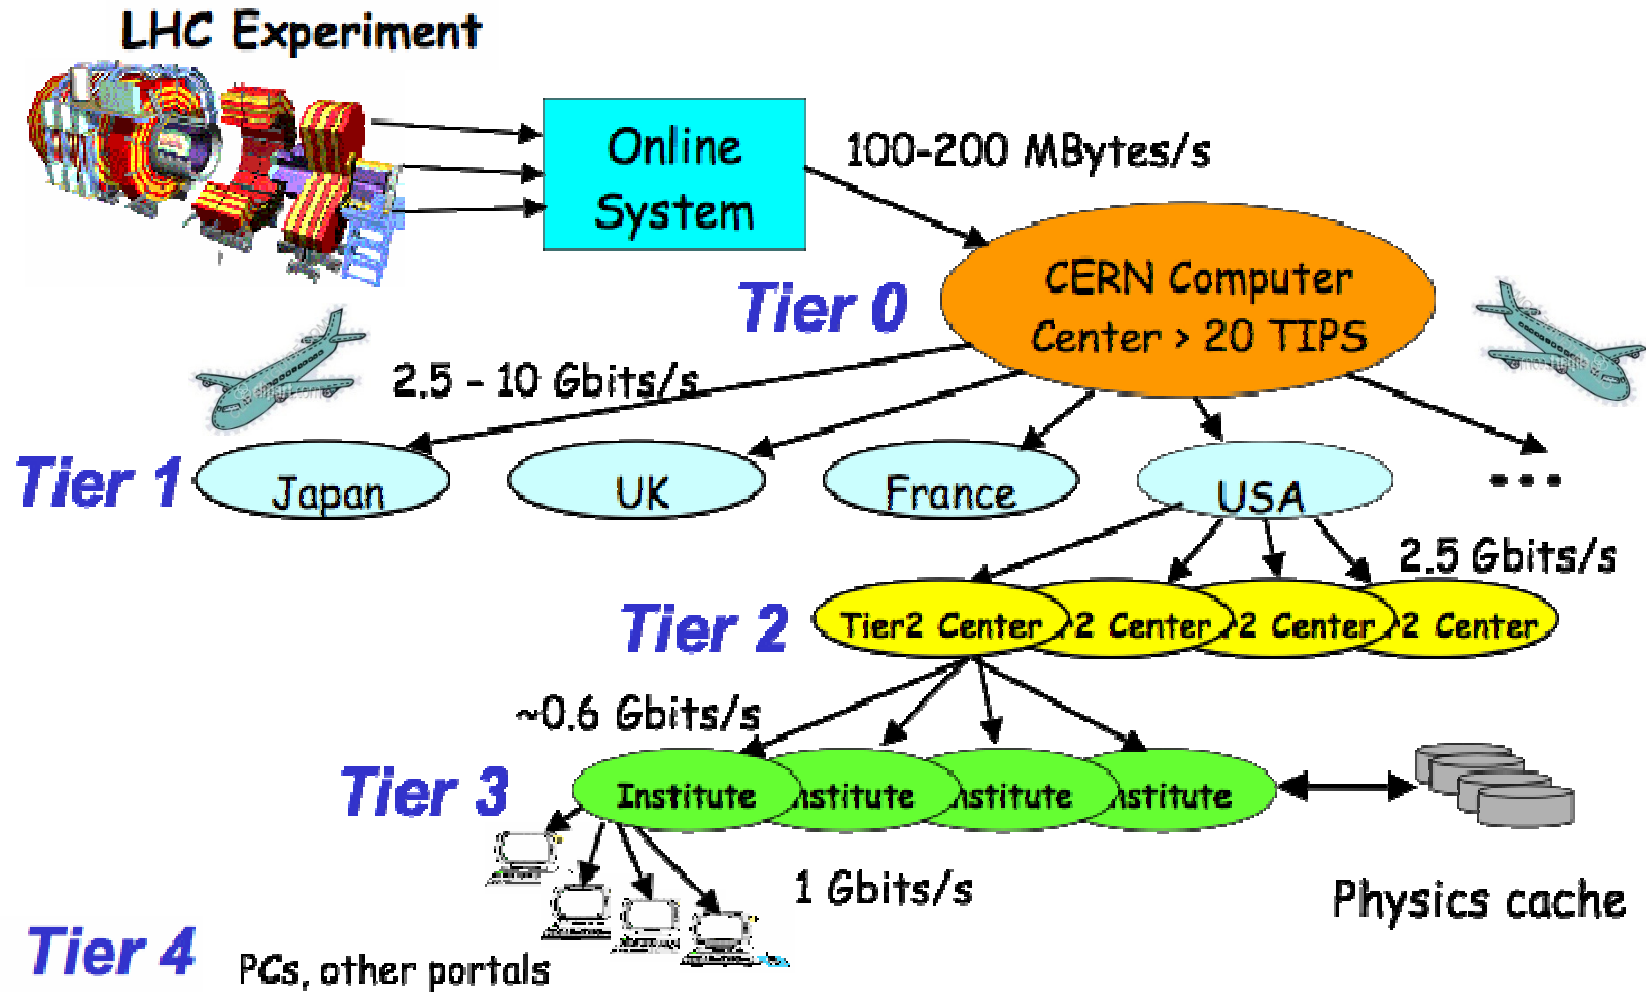 LHC Experiment
Online
System
100-200 MBytes/s
CERN Computer
Center > 20 TIPS
Tier 0
2.5 - 10 Gbits/s
Tier 1
Japan
UK
France
USA
...
2.5 Gbits/s
Tier 2
Tier2 Center
2 Center
2 Center
2 Center
~0.6 Gbits/s
Tier 3
Institute
nstitute
nstitute
nstitute
1 Gbits/s
Physics cache
Tier 4
PCs, other portals